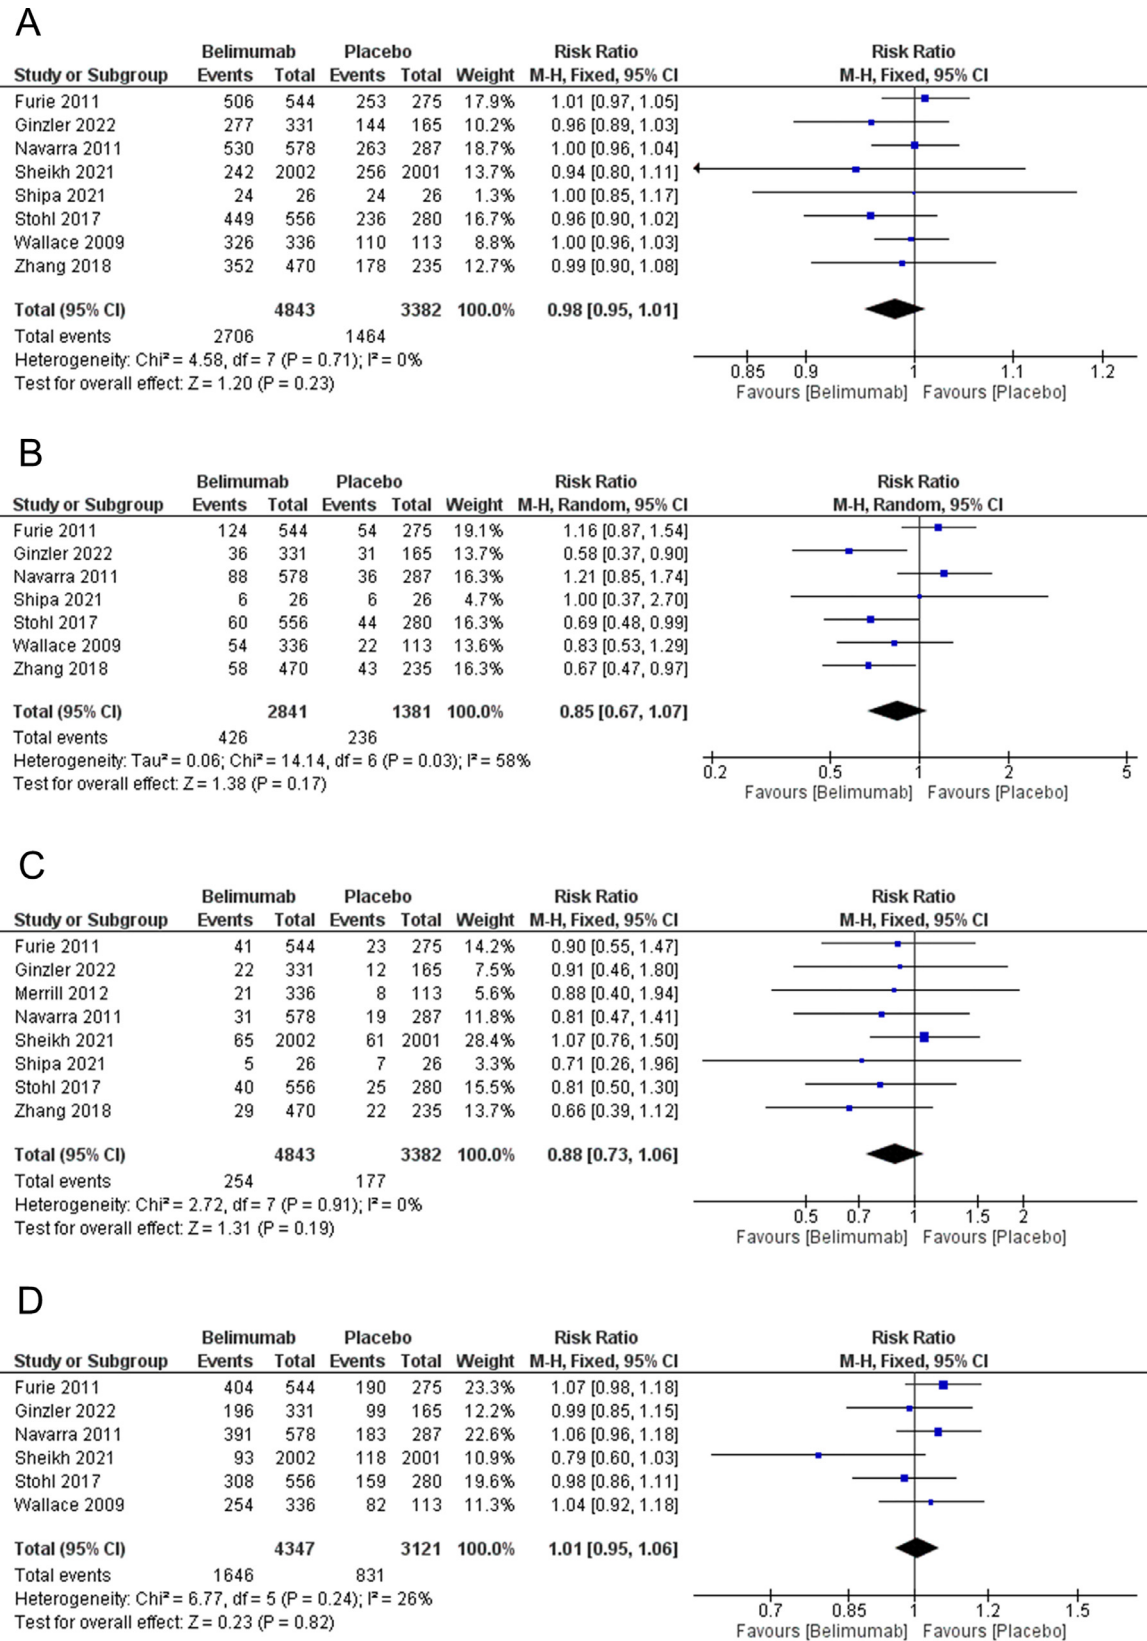 A
Belimumab Placebo Risk Ratio Risk Ratio
Study or Subgroup Events Total Events Total Weight M-H, Fixed, 95% CI M-H, Fixed, 95% CI
Furie 2011 506 544 253 275 17.9% 1.01 [0.97, 1.05]
Ginzler 2022 277 331 144 165 10.2% 0.96 [0.89, 1.03]
Navarra 2011 530 578 263 287 18.7% 1.00 [0.96, 1.04]
Sheikh 2021 242 2002 256 2001 13.7% 0.94 [0.80, 1.11]
Shipa 2021 24 26 24 26 1.3% 1.00 [0.85, 1.17]
Stohl 2017 449 556 236 280 16.7% 0.96 [0.90, 1.02]
Wallace 2009 326 336 110 113 8.8% 1.00 [0.96, 1.03]
Zhang 2018 352 470 178 235 12.7% 0.99 [0.90, 1.08]
Total (95% CI) 4843 3382 100.0% 0.98 [0.95, 1.01]
Total events 2706 1464
Heterogeneity: Chi² = 4.58, df = 7 (P = 0.71); I² = 0%
Test for overall effect: Z = 1.20 (P = 0.23)
0.85 0.9 1 1.1 1.2
Favours [Belimumab] Favours [Placebo]
B
Belimumab Placebo Risk Ratio Risk Ratio
Study or Subgroup Events Total Events Total Weight M-H, Random, 95% CI M-H, Random, 95% CI
Furie 2011 124 544 54 275 19.1% 1.16 [0.87, 1.54]
Ginzler 2022 36 331 31 165 13.7% 0.58 [0.37, 0.90]
Navarra 2011 88 578 36 287 16.3% 1.21 [0.85, 1.74]
Shipa 2021 6 26 6 26 4.7% 1.00 [0.37, 2.70]
Stohl 2017 60 556 44 280 16.3% 0.69 [0.48, 0.99]
Wallace 2009 54 336 22 113 13.6% 0.83 [0.53, 1.29]
Zhang 2018 58 470 43 235 16.3% 0.67 [0.47, 0.97]
Total (95% CI) 2841 1381 100.0% 0.85 [0.67, 1.07]
Total events 426 236
Heterogeneity: Tau² = 0.06; Chi² = 14.14, df = 6 (P = 0.03); I² = 58%
Test for overall effect: Z = 1.38 (P = 0.17)
0.2 0.5 1 2 5
Favours [Belimumab] Favours [Placebo]
C
Belimumab Placebo Risk Ratio Risk Ratio
Study or Subgroup Events Total Events Total Weight M-H, Fixed, 95% CI M-H, Fixed, 95% CI
Furie 2011 41 544 23 275 14.2% 0.90 [0.55, 1.47]
Ginzler 2022 22 331 12 165 7.5% 0.91 [0.46, 1.80]
Merrill 2012 21 336 8 113 5.6% 0.88 [0.40, 1.94]
Navarra 2011 31 578 19 287 11.8% 0.81 [0.47, 1.41]
Sheikh 2021 65 2002 61 2001 28.4% 1.07 [0.76, 1.50]
Shipa 2021 5 26 7 26 3.3% 0.71 [0.26, 1.96]
Stohl 2017 40 556 25 280 15.5% 0.81 [0.50, 1.30]
Zhang 2018 29 470 22 235 13.7% 0.66 [0.39, 1.12]
Total (95% CI) 4843 3382 100.0% 0.88 [0.73, 1.06]
Total events 254 177
Heterogeneity: Chi² = 2.72, df = 7 (P = 0.91); I² = 0%
Test for overall effect: Z = 1.31 (P = 0.19)
0.5 0.7 1 1.5 2
Favours [Belimumab] Favours [Placebo]
D
Belimumab Placebo Risk Ratio Risk Ratio
Study or Subgroup Events Total Events Total Weight M-H, Fixed, 95% CI M-H, Fixed, 95% CI
Furie 2011 404 544 190 275 23.3% 1.07 [0.98, 1.18]
Ginzler 2022 196 331 99 165 12.2% 0.99 [0.85, 1.15]
Navarra 2011 391 578 183 287 22.6% 1.06 [0.96, 1.18]
Sheikh 2021 93 2002 118 2001 10.9% 0.79 [0.60, 1.03]
Stohl 2017 308 556 159 280 19.6% 0.98 [0.86, 1.11]
Wallace 2009 254 336 82 113 11.3% 1.04 [0.92, 1.18]
Total (95% CI) 4347 3121 100.0% 1.01 [0.95, 1.06]
Total events 1646 831
Heterogeneity: Chi² = 6.77, df = 5 (P = 0.24); I² = 26%
Test for overall effect: Z = 0.23 (P = 0.82)
0.7 0.85 1 1.2 1.5
Favours [Belimumab] Favours [Placebo]